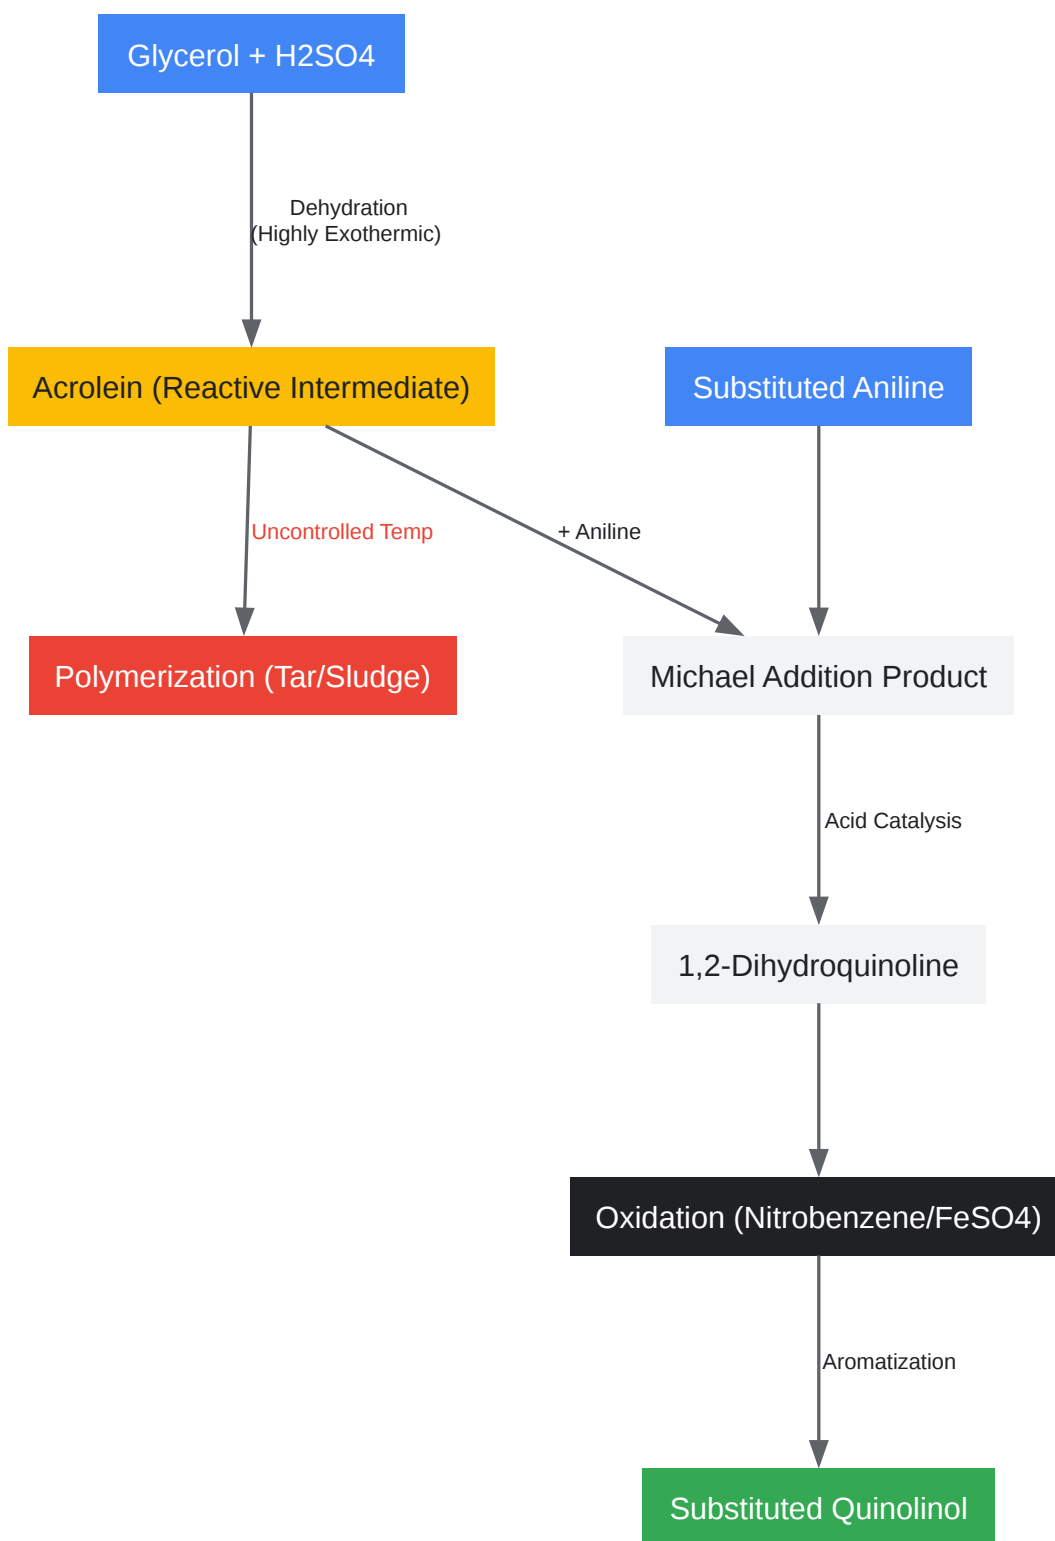 Glycerol + H2SO4
Dehydration
(Highly Exothermic)
Acrolein (Reactive Intermediate)
Substituted Aniline
Uncontrolled Temp
+ Aniline
Polymerization (Tar/Sludge)
Michael Addition Product
Acid Catalysis
1,2-Dihydroquinoline
Oxidation (Nitrobenzene/FeSO4)
Aromatization
Substituted Quinolinol